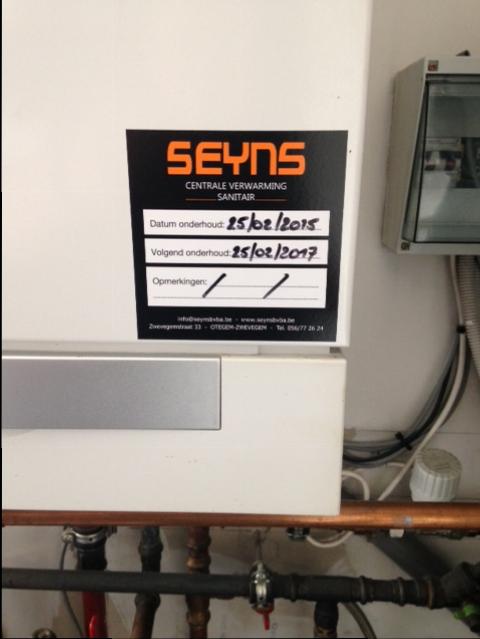 SEYNS
CENTRALE VERWARMING
SANITAIR
Datum onderhoud: 25/02/2015
Volgend onderhoud: 25/02/2017
Opmerkingen: / /
info@seynsbvba.be - www.seynsbvba.be
Zwevegemstraat 33 - OTEGEM-ZWEVEGEM - Tel. 056/77 26 24